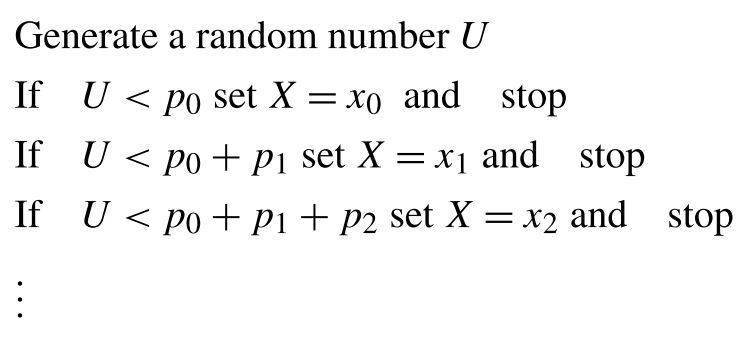 Generate a random number U
If U < p₀ set X = x₀ and stop
If U < p₀ + p₁ set X = x₁ and stop
If U < p₀ + p₁ + p₂ set X = x₂ and stop
⋮